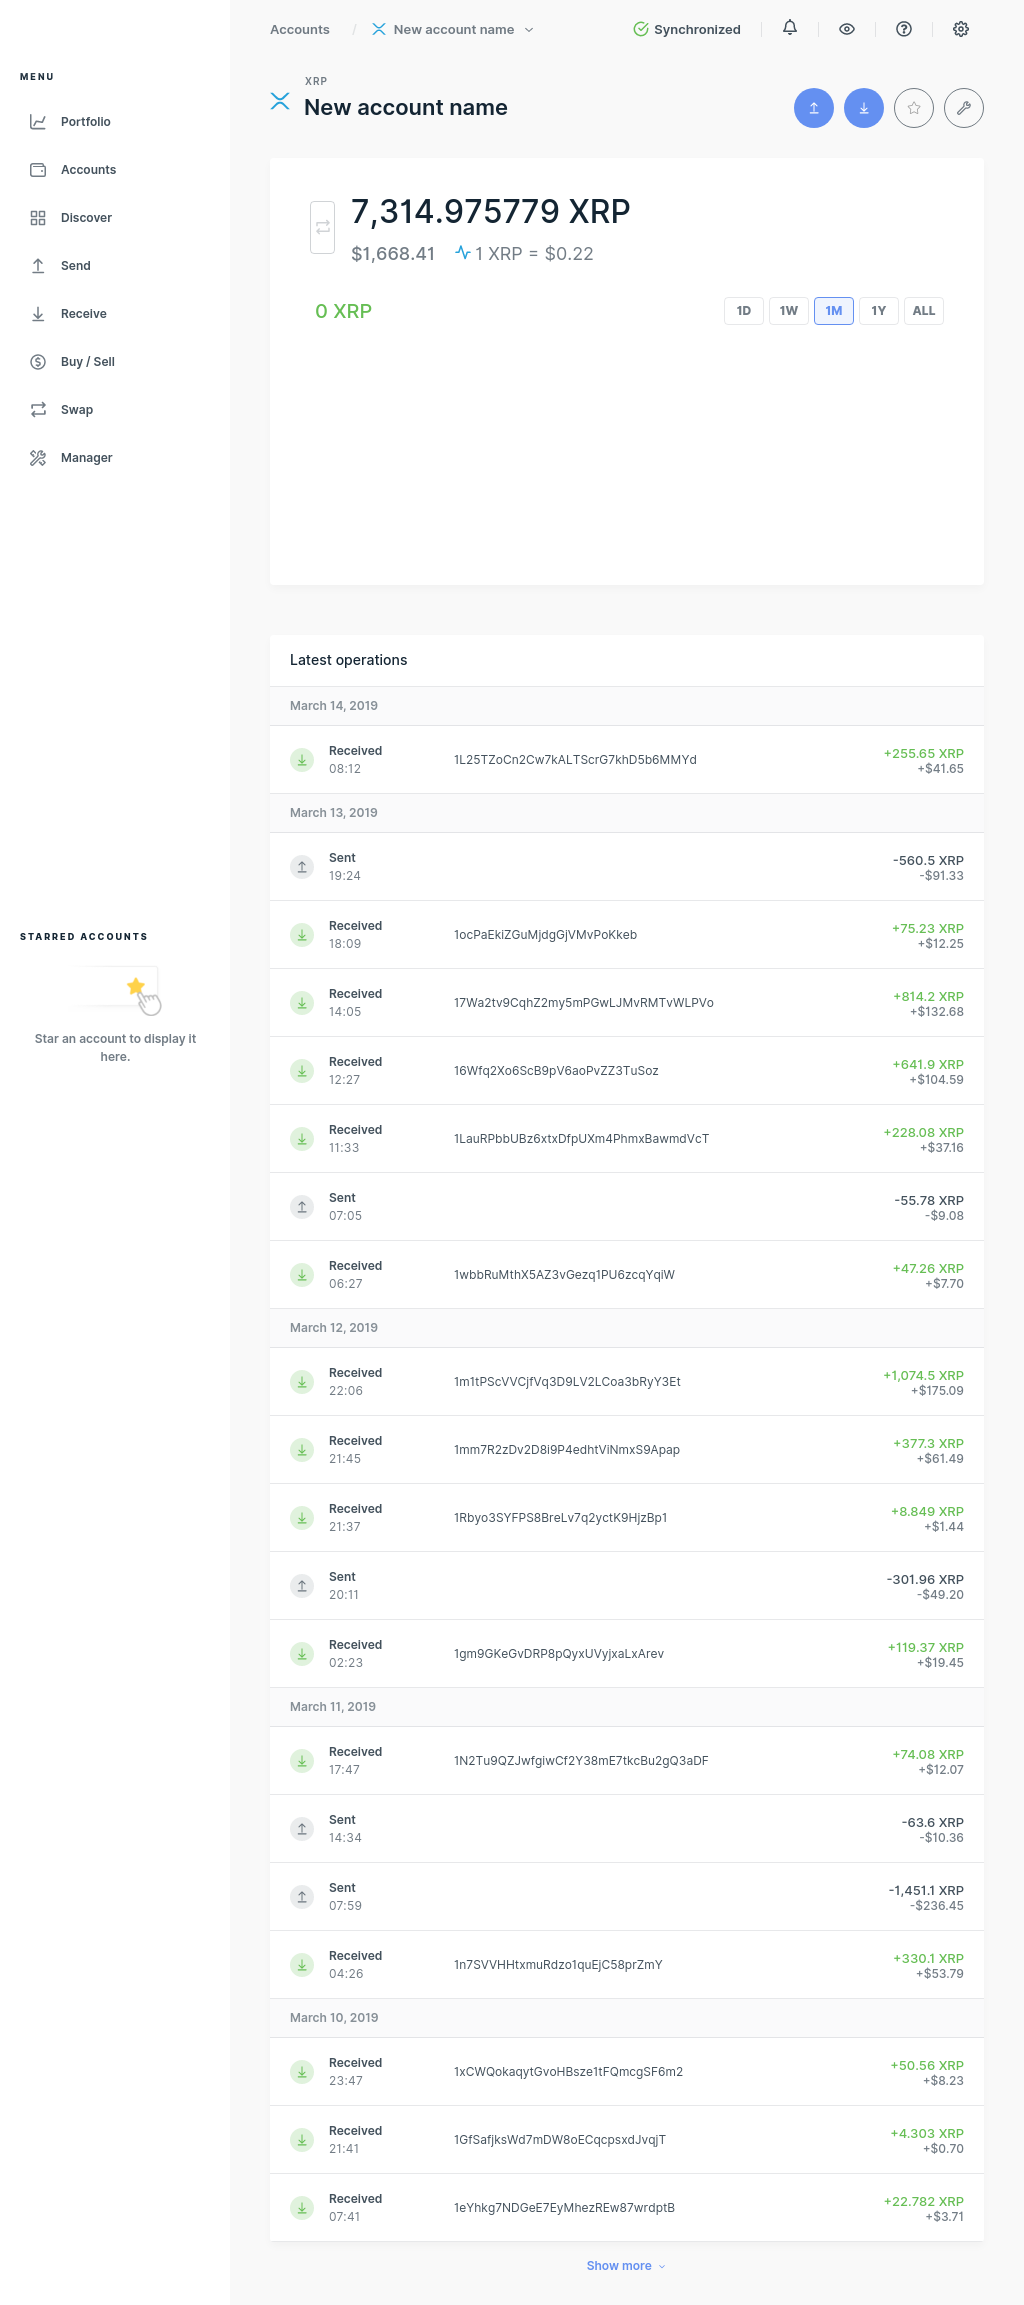 Accounts / New account name
Synchronized
MENU
Portfolio
Accounts
Discover
Send
Receive
Buy / Sell
Swap
Manager
STARRED ACCOUNTS
Star an account to display it
here.
XRP
New account name
7,314.975779 XRP
$1,668.41 1 XRP = $0.22
0 XRP
1D 1W 1M 1Y ALL
Latest operations
March 14, 2019
Received 1L25TZoCn2Cw7kALTScrG7khD5b6MMYd +255.65 XRP
08:12 +$41.65
March 13, 2019
Sent -560.5 XRP
19:24 -$91.33
Received 1ocPaEkiZGuMjdgGjVMvPoKkeb +75.23 XRP
18:09 +$12.25
Received 17Wa2tv9CqhZ2my5mPGwLJMvRMTvWLPVo +814.2 XRP
14:05 +$132.68
Received 16Wfq2Xo6ScB9pV6aoPvZZ3TuSoz +641.9 XRP
12:27 +$104.59
Received 1LauRPbbUBz6xtxDfpUXm4PhmxBawmdVcT +228.08 XRP
11:33 +$37.16
Sent -55.78 XRP
07:05 -$9.08
Received 1wbbRuMthX5AZ3vGezq1PU6zcqYqiW +47.26 XRP
06:27 +$7.70
March 12, 2019
Received 1m1tPScVVCjfVq3D9LV2LCoa3bRyY3Et +1,074.5 XRP
22:06 +$175.09
Received 1mm7R2zDv2D8i9P4edhtViNmxS9Apap +377.3 XRP
21:45 +$61.49
Received 1Rbyo3SYFPS8BreLv7q2yctK9HjzBp1 +8.849 XRP
21:37 +$1.44
Sent -301.96 XRP
20:11 -$49.20
Received 1gm9GKeGvDRP8pQyxUVyjxaLxArev +119.37 XRP
02:23 +$19.45
March 11, 2019
Received 1N2Tu9QZJwfgiwCf2Y38mE7tkcBu2gQ3aDF +74.08 XRP
17:47 +$12.07
Sent -63.6 XRP
14:34 -$10.36
Sent -1,451.1 XRP
07:59 -$236.45
Received 1n7SVVHHtxmuRdzo1quEjC58prZmY +330.1 XRP
04:26 +$53.79
March 10, 2019
Received 1xCWQokaqytGvoHBsze1tFQmcgSF6m2 +50.56 XRP
23:47 +$8.23
Received 1GfSafjksWd7mDW8oECqcpsxdJvqjT +4.303 XRP
21:41 +$0.70
Received 1eYhkg7NDGeE7EyMhezREw87wrdptB +22.782 XRP
07:41 +$3.71
Show more